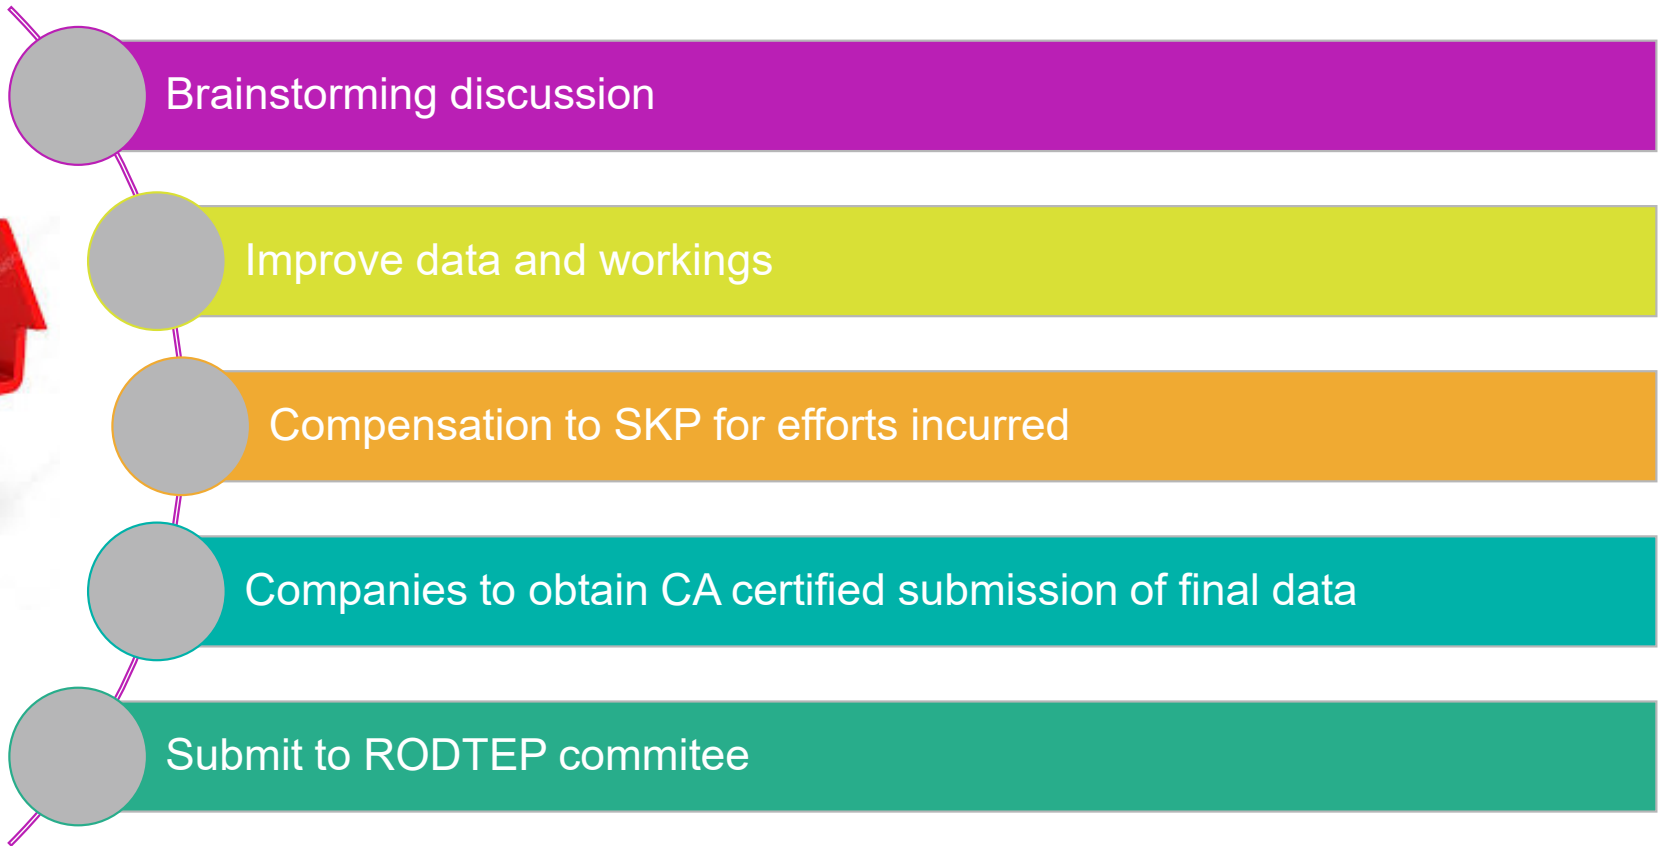 Brainstorming discussion
Improve data and workings
Compensation to SKP for efforts incurred
Companies to obtain CA certified submission of final data
Submit to RODTEP commitee